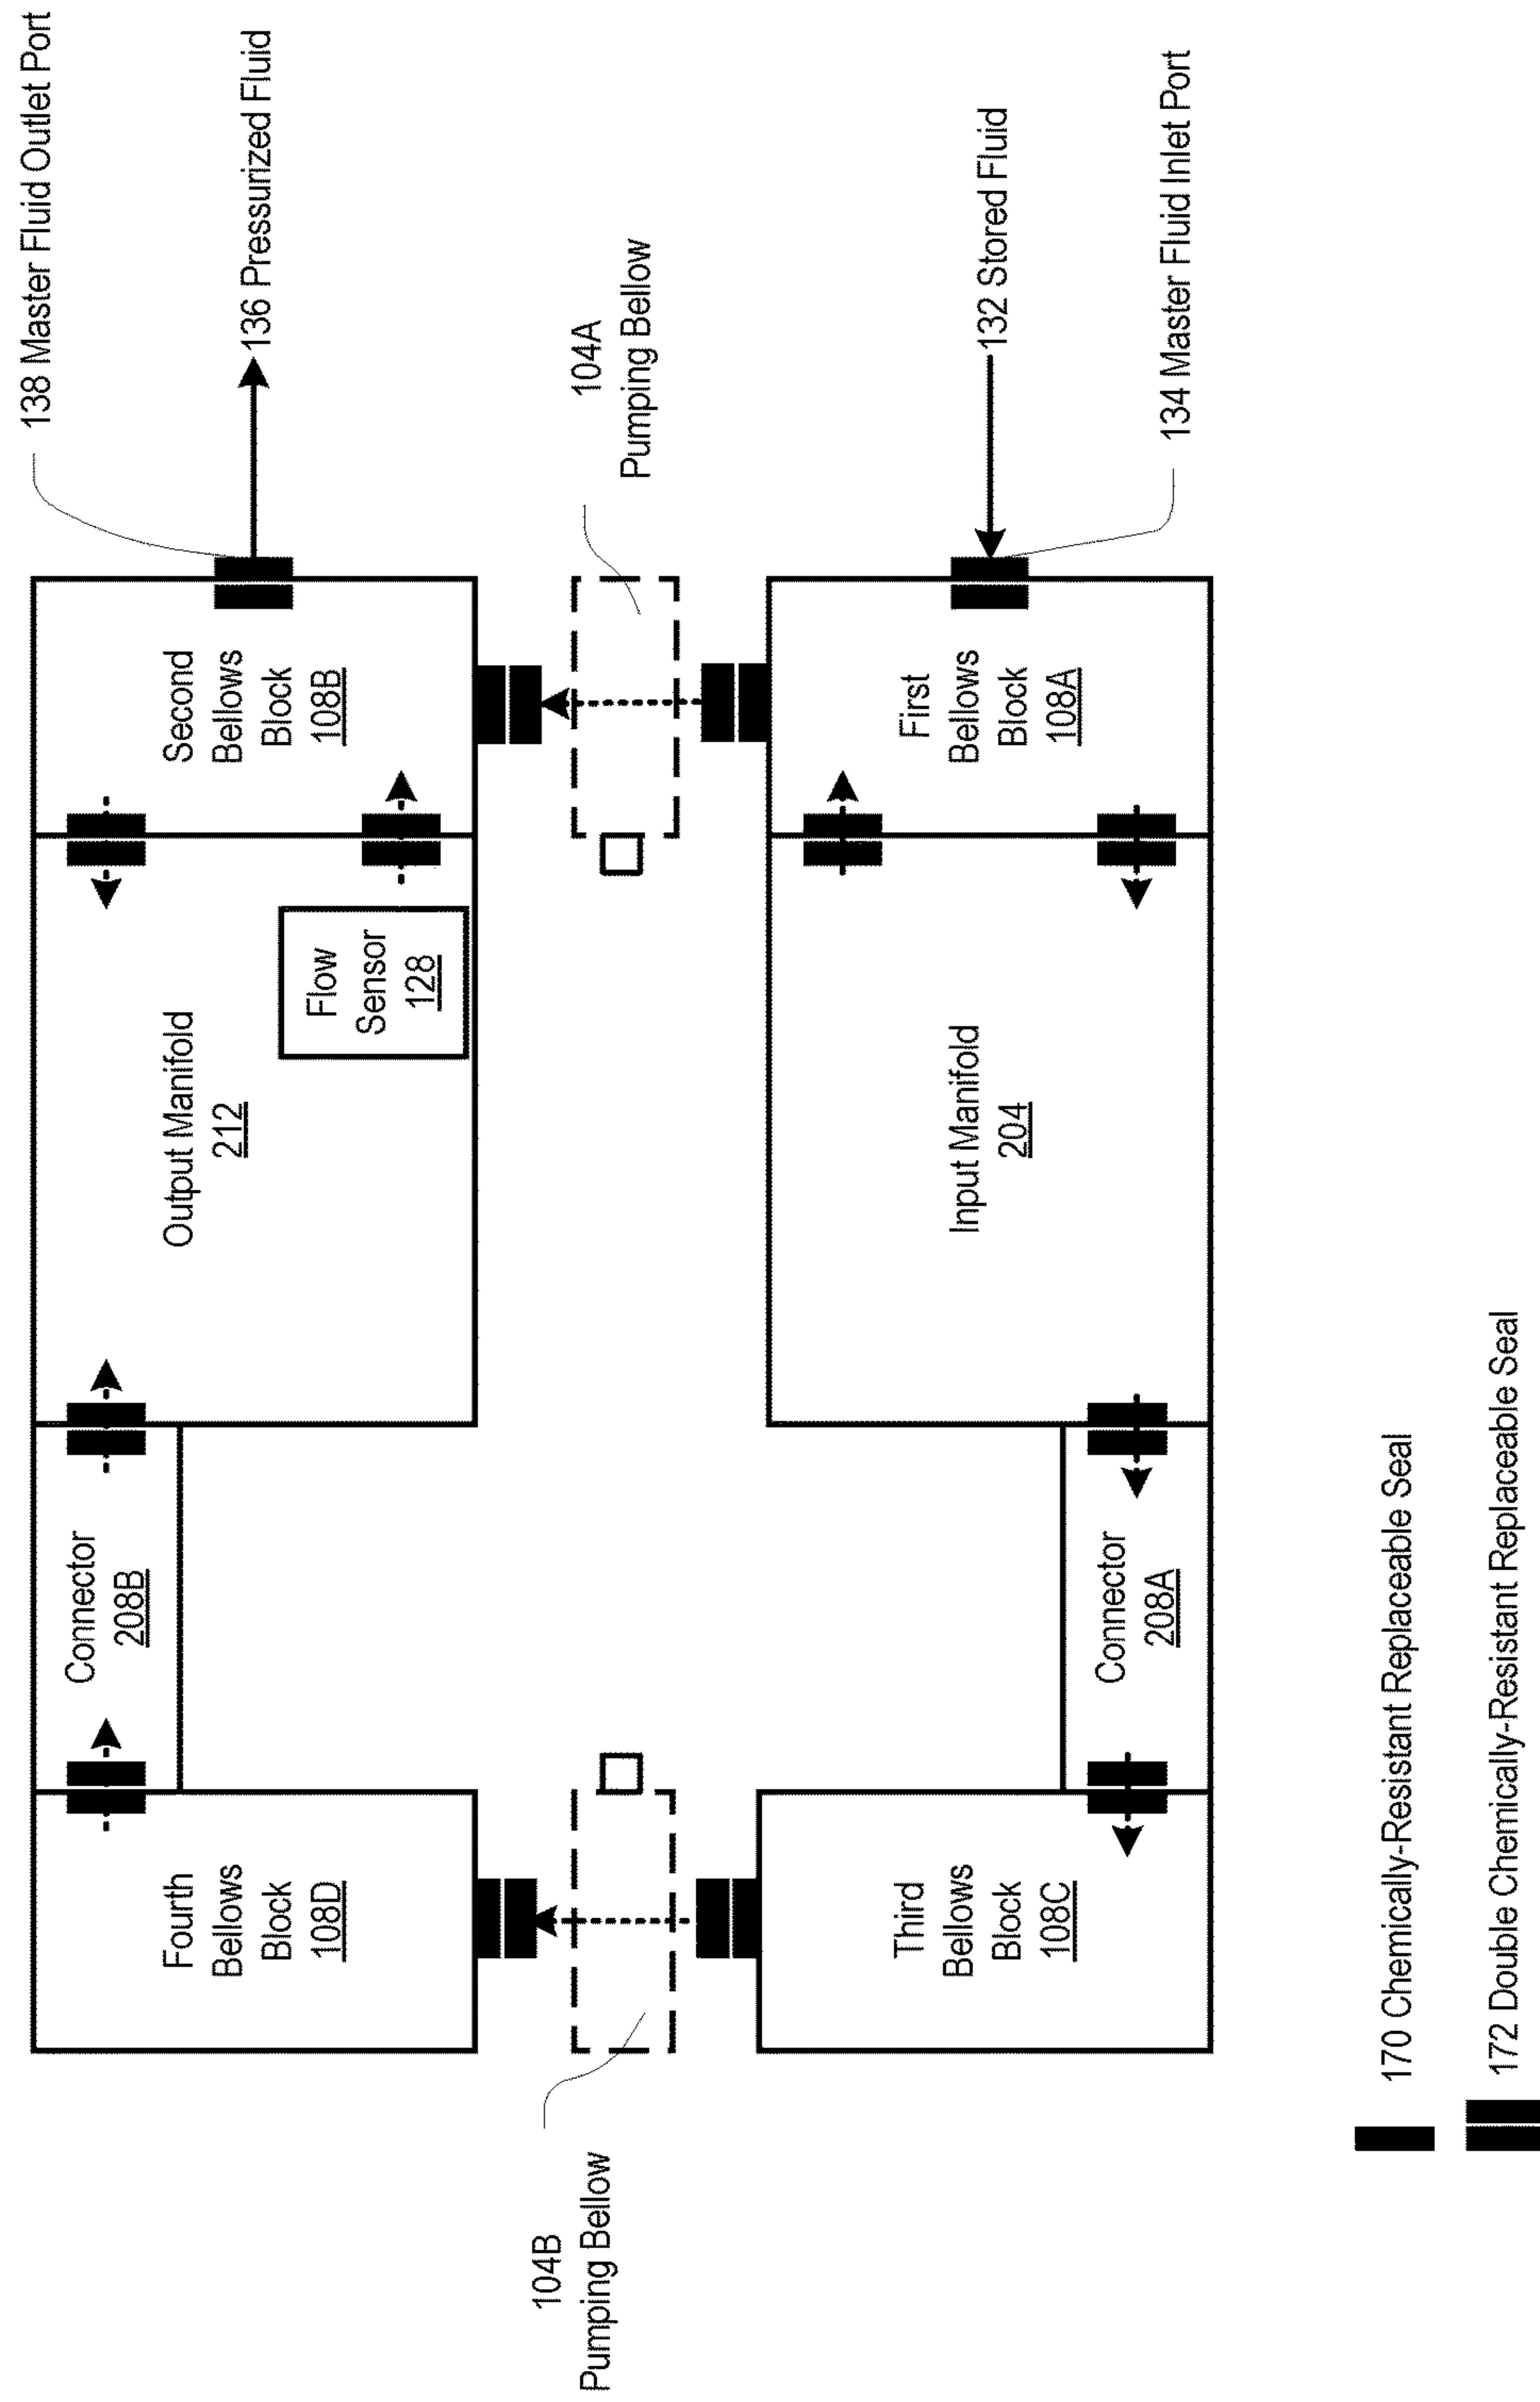 138 Master Fluid Outlet Port
136 Pressurized Fluid
104A
Pumping Bellow
132 Stored Fluid
134 Master Fluid Inlet Port
Second
Bellows
Block
108B
First
Bellows
Block
108A
Output Manifold
212
Flow
Sensor
128
Input Manifold
204
Connector
208B
Connector
208A
Fourth
Bellows
Block
108D
Third
Bellows
Block
108C
104B
Pumping Bellow
170 Chemically-Resistant Replaceable Seal
172 Double Chemically-Resistant Replaceable Seal